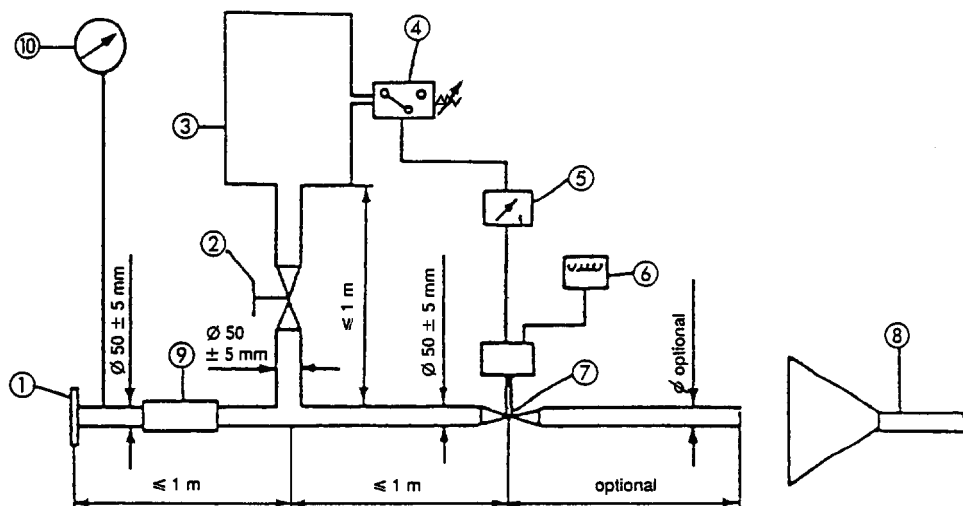 ⑩
④
③
⑤
②
⑥
Ø 50 ± 5 mm
Ø 50
± 5 mm
⩽ 1 m
Ø 50 ± 5 mm
Ø optional
①
⑨
⑦
⑧
⩽ 1 m
⩽ 1 m
optional